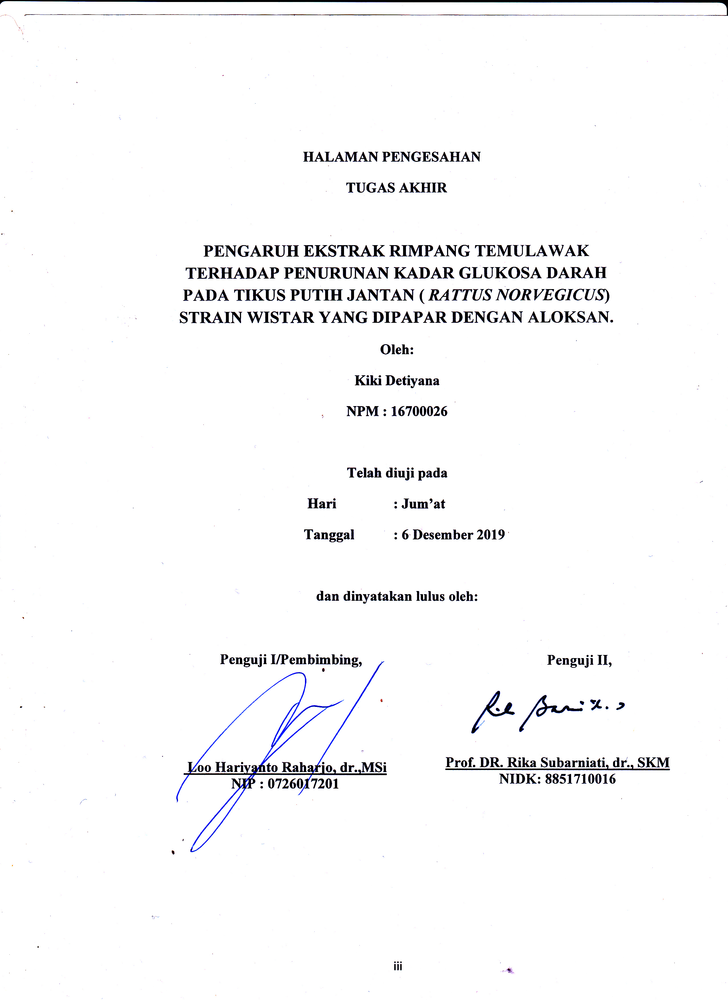 HALAMAN PENGESAHAN
TUGAS AKHIR
PENGARUH EKSTRAK RIMPANG TEMULAWAK
TERHADAP PENURUNAN KADAR GLUKOSA DARAH
PADA TIKUS PUTIH JANTAN ( RATTUS NORVEGICUS)
STRAIN WISTAR YANG DIPAPAR DENGAN ALOKSAN.
Oleh:
Kiki Detiyana
NPM : 16700026
Telah diuji pada
Hari : Jum’at
Tanggal : 6 Desember 2019
dan dinyatakan lulus oleh:
Penguji I/Pembimbing,
Penguji II,
Loo Hariyanto Raharjo, dr.,MSi
NIP : 0726017201
Prof. DR. Rika Subarniati, dr., SKM
NIDK: 8851710016
iii